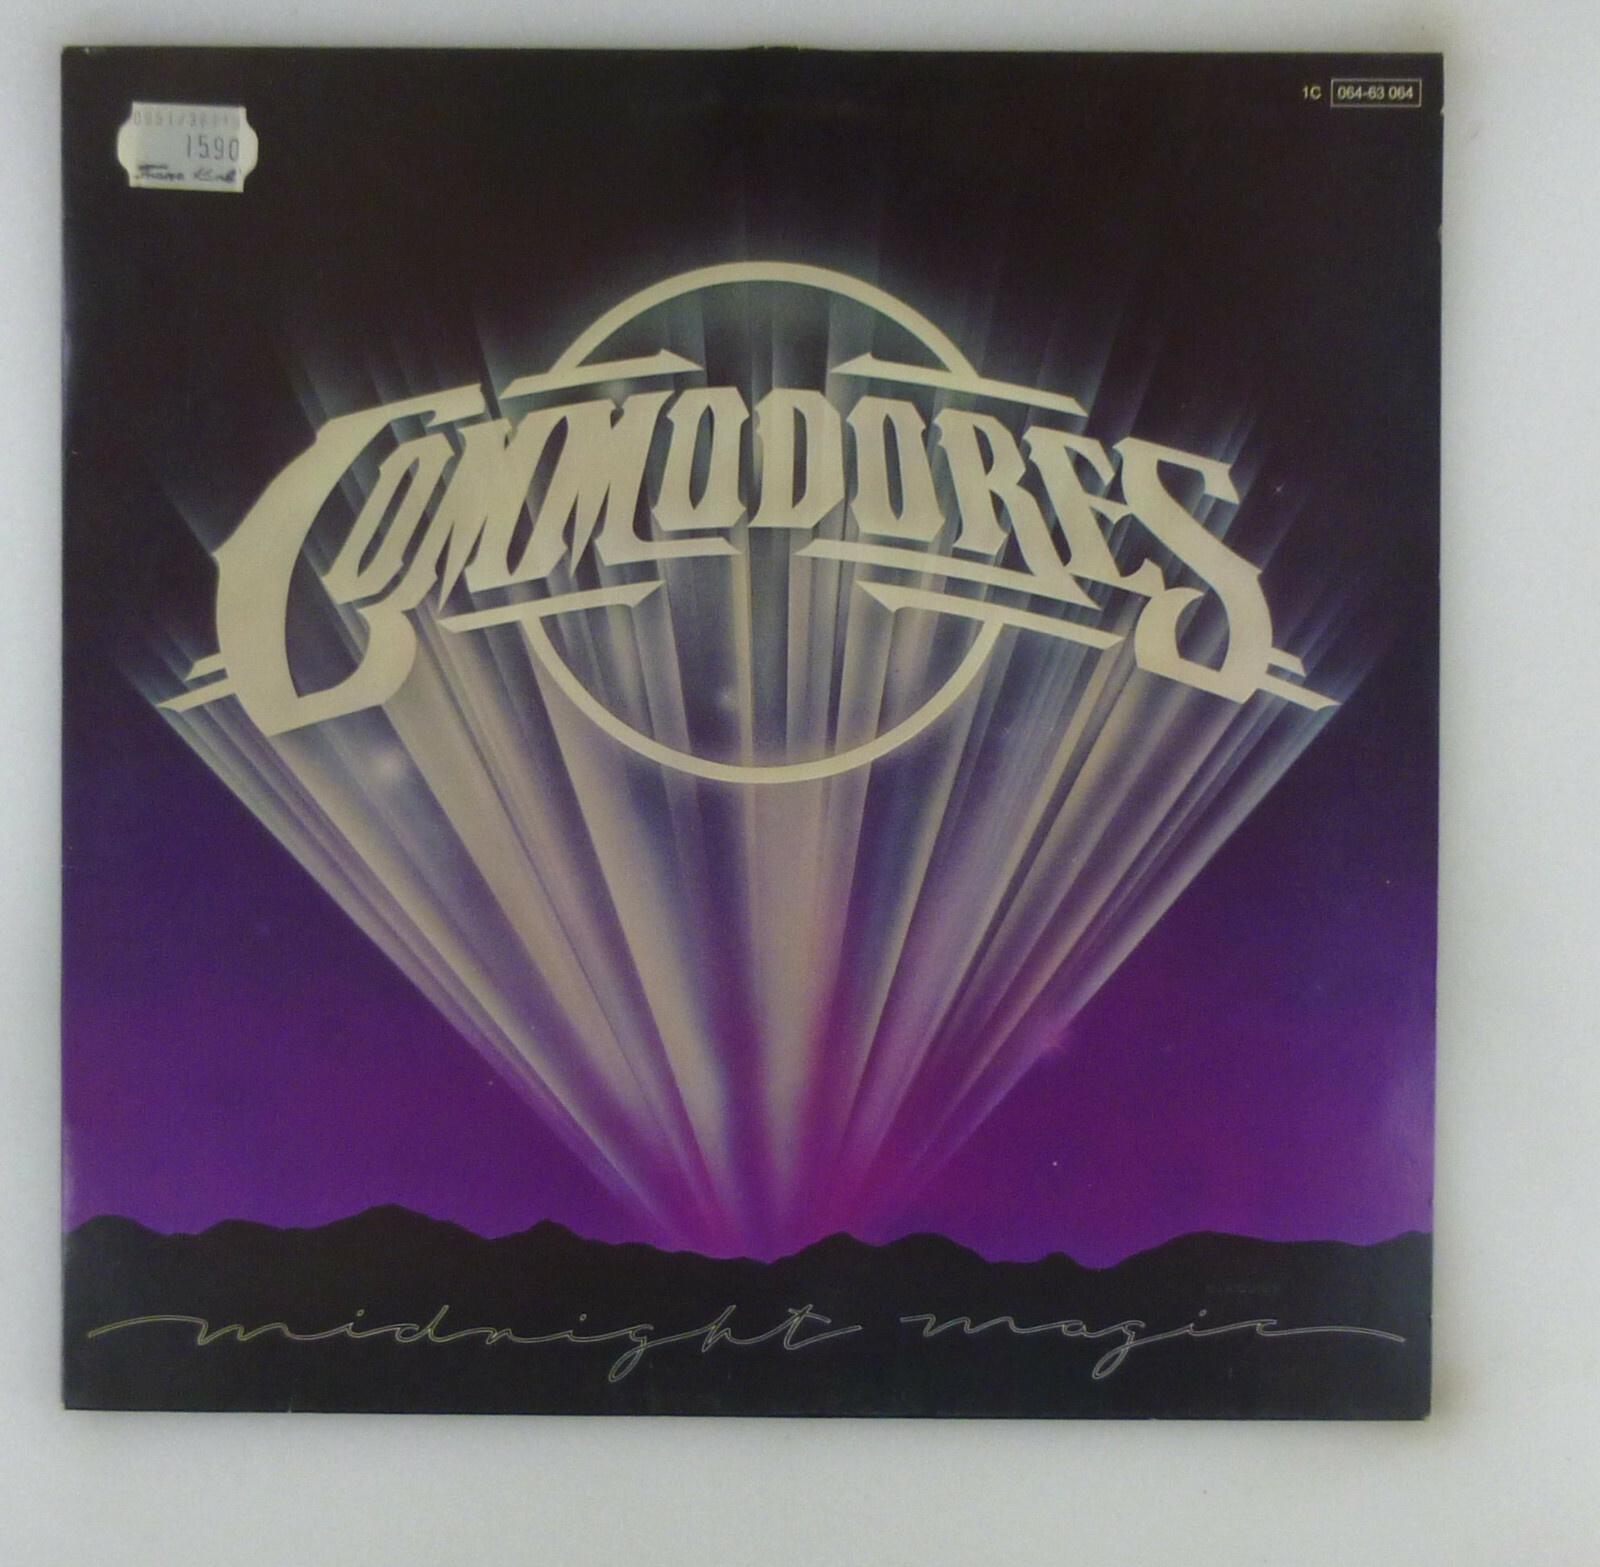 1C 064-63 064
1590
COMMODORES
midnight magic